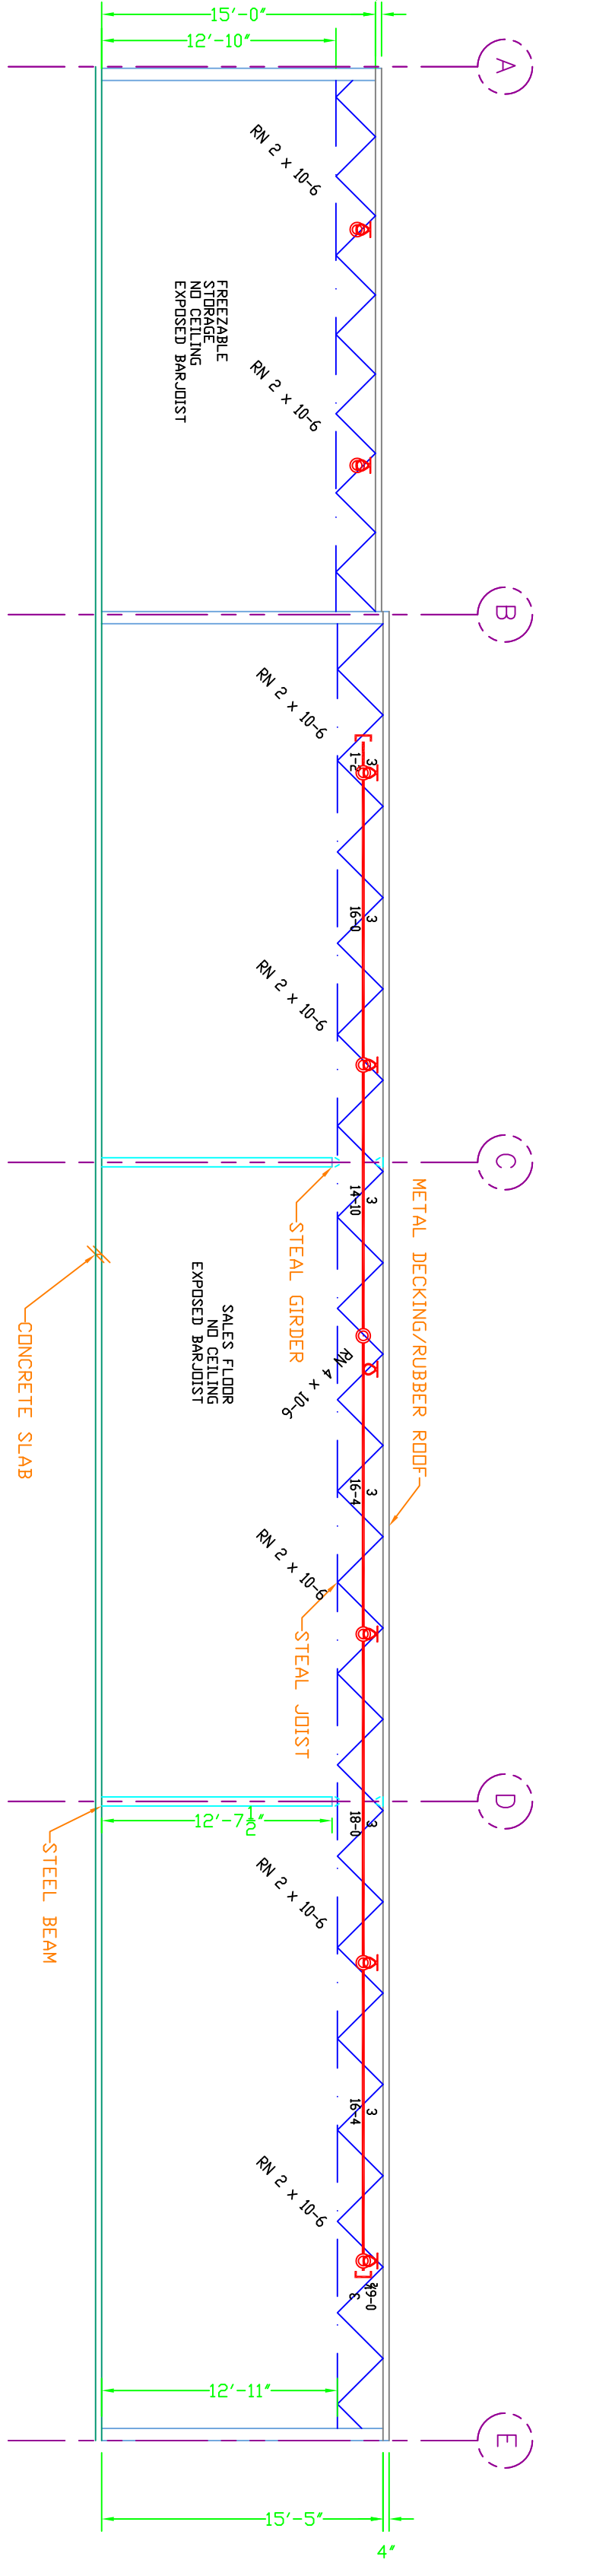 A
15'-0"
12'-10"
RN 2 x 10-6
FREEZABLE
STORAGE
NO CEILING
EXPOSED BARJOIST
RN 2 x 10-6
B
RN 2 x 10-6
3
1-2
3
16-0
RN 2 x 10-6
C
METAL DECKING/RUBBER ROOF
3
14-10
STEAL GIRDER
SALES FLOOR
NO CEILING
EXPOSED BARJOIST
CONCRETE SLAB
RN 4 x 10-6
3
16-4
RN 2 x 10-6
STEAL JOIST
D
3
18-0
12'-7 1/2"
STEEL BEAM
RN 2 x 10-6
3
16-4
RN 2 x 10-6
3
12'-11"
E
15'-5"
4"